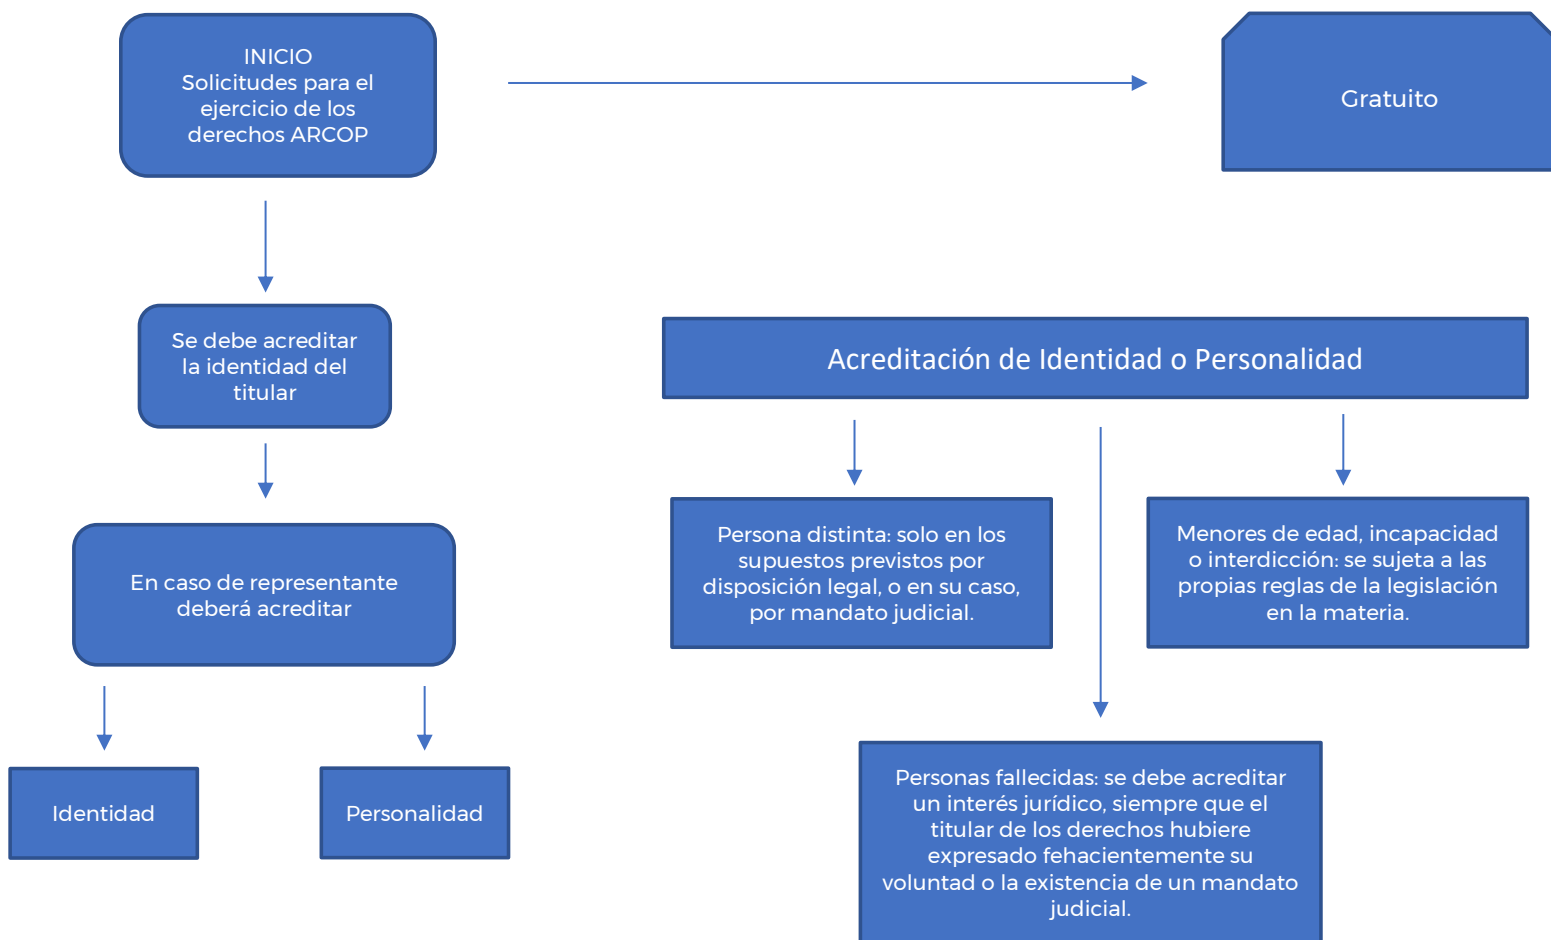 INICIO
Solicitudes para el
ejercicio de los
derechos ARCOP
Gratuito
Se debe acreditar
la identidad del
titular
En caso de representante
deberá acreditar
Identidad
Personalidad
Acreditación de Identidad o Personalidad
Persona distinta: solo en los
supuestos previstos por
disposición legal, o en su caso,
por mandato judicial.
Menores de edad, incapacidad
o interdicción: se sujeta a las
propias reglas de la legislación
en la materia.
Personas fallecidas: se debe acreditar
un interés jurídico, siempre que el
titular de los derechos hubiere
expresado fehacientemente su
voluntad o la existencia de un mandato
judicial.